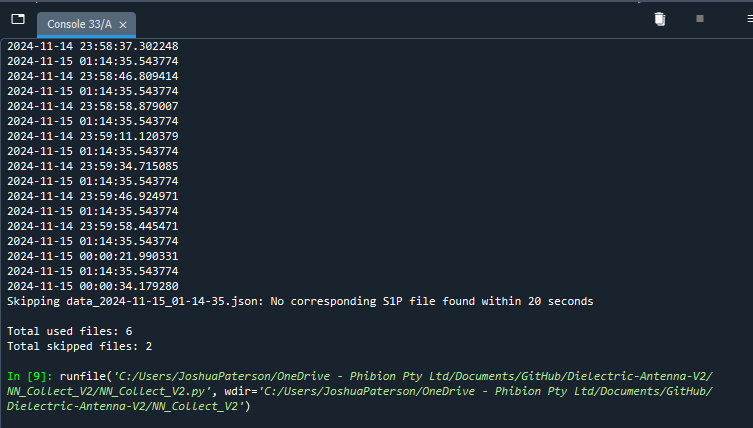 Console 33/A
2024-11-14 23:58:37.302248
2024-11-15 01:14:35.543774
2024-11-14 23:58:46.809414
2024-11-15 01:14:35.543774
2024-11-14 23:58:58.879007
2024-11-15 01:14:35.543774
2024-11-14 23:59:11.120379
2024-11-15 01:14:35.543774
2024-11-14 23:59:34.715085
2024-11-15 01:14:35.543774
2024-11-14 23:59:46.924971
2024-11-15 01:14:35.543774
2024-11-14 23:59:58.445471
2024-11-15 01:14:35.543774
2024-11-15 00:00:21.990331
2024-11-15 01:14:35.543774
2024-11-15 00:00:34.179280
Skipping data_2024-11-15_01-14-35.json: No corresponding S1P file found within 20 seconds
Total used files: 6
Total skipped files: 2
In [9]: runfile('C:/Users/JoshuaPaterson/OneDrive - Phibion Pty Ltd/Documents/GitHub/Dielectric-Antenna-V2/
NN_Collect_V2/NN_Collect_V2.py', wdir='C:/Users/JoshuaPaterson/OneDrive - Phibion Pty Ltd/Documents/GitHub/
Dielectric-Antenna-V2/NN_Collect_V2')